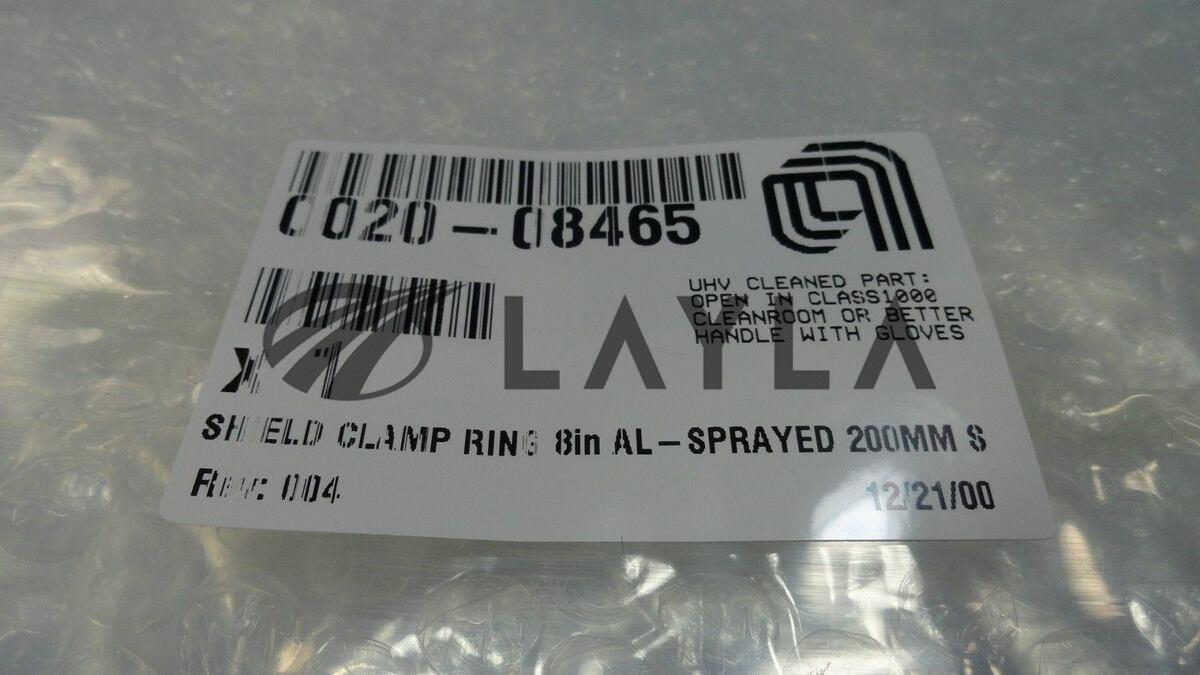 0020-08465
UHV CLEANED PART:
OPEN IN CLASS1000
CLEANROOM OR BETTER
HANDLE WITH GLOVES
LAYLA
SHIELD CLAMP RING 8in AL-SPRAYED 200MM S
Rev: 004
12/21/00